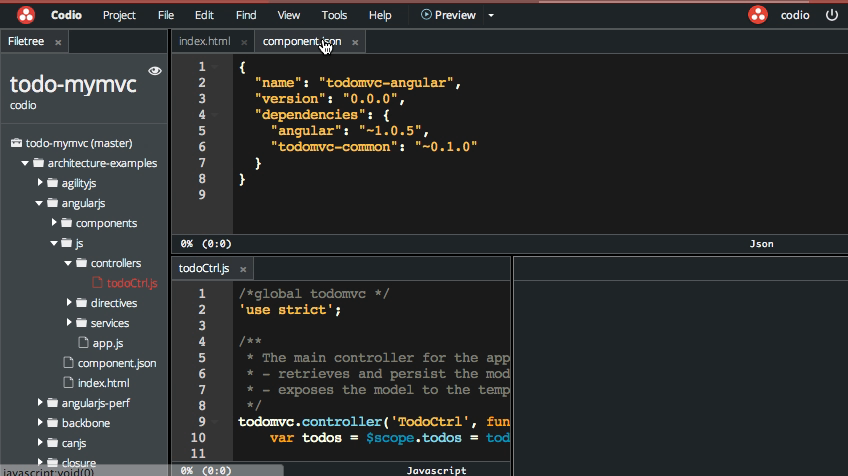 Codio Project File Edit Find View Tools Help Preview codio
Filetree × index.html × component.json ×
todo-mymvc
codio
todo-mymvc (master)
architecture-examples
agilityjs
angularjs
components
js
controllers
todoCtrl.js
directives
services
app.js
component.json
index.html
angularjs-perf
backbone
canjs
closure
javascript:void(0)
1 {
2 "name": "todomvc-angular",
3 "version": "0.0.0",
4 "dependencies": {
5 "angular": "~1.0.5",
6 "todomvc-common": "~0.1.0"
7 }
8 }
9
0% (0:0) Json
todoCtrl.js ×
1 /*global todomvc */
2 'use strict';
3
4 /**
5 * The main controller for the app
6 * - retrieves and persist the mod
7 * - exposes the model to the temp
8 */
9 todomvc.controller('TodoCtrl', fun
10 var todos = $scope.todos = tod
11
0% (0:0) Javascript